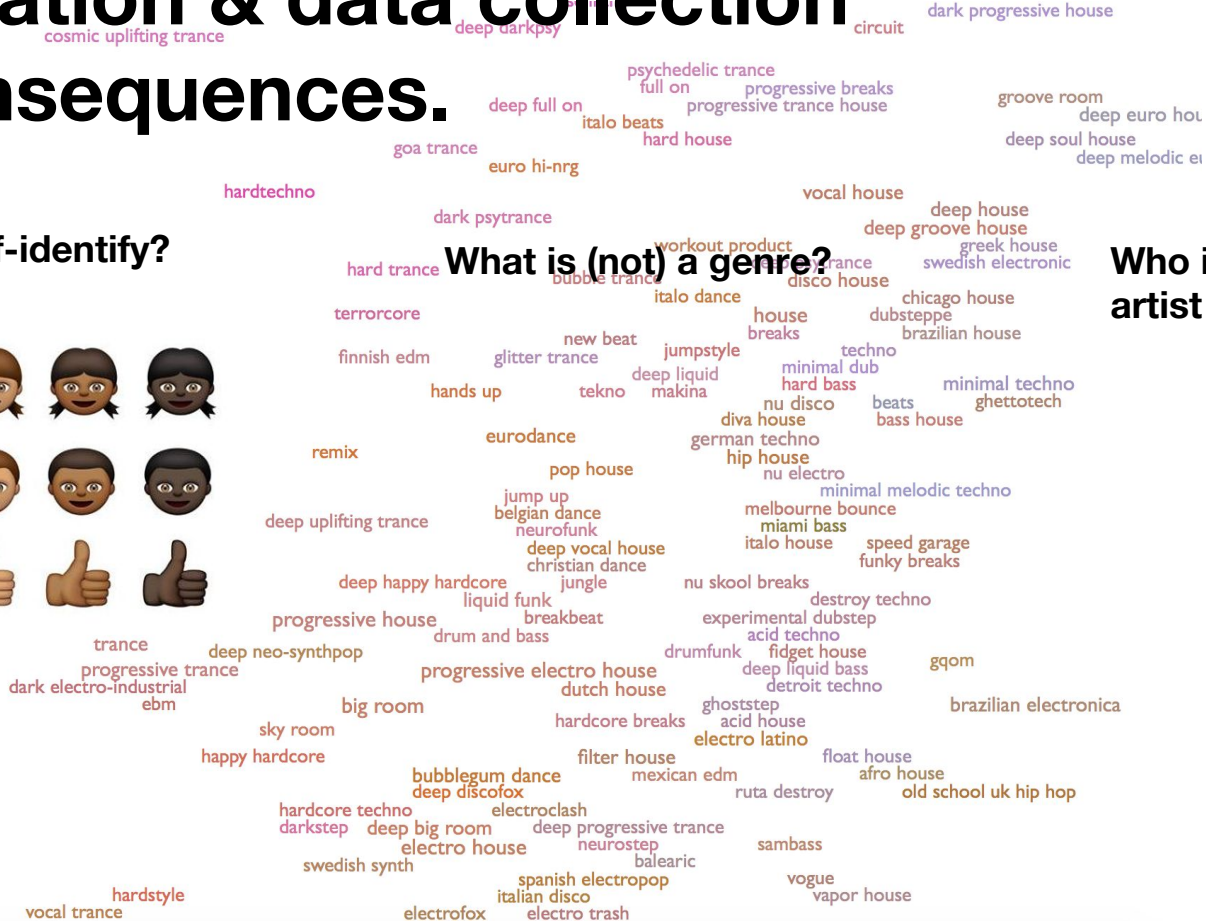 ation & data collection
nsequences.
f-identify?
What is (not) a genre?
Who i
artist
dark progressive house
cosmic uplifting trance
deep darkpsy
circuit
psychedelic trance
full on
progressive breaks
deep full on
progressive trance house
groove room
deep euro hou
italo beats
hard house
deep soul house
goa trance
deep melodic eu
euro hi-nrg
hardtechno
vocal house
deep house
dark psytrance
deep groove house
workout product
greek house
swedish electronic
hard trance
bubble trance
disco house
italo dance
chicago house
terrorcore
house
dubsteppe
breaks
brazilian house
new beat
jumpstyle
techno
finnish edm
glitter trance
minimal dub
deep liquid
hard bass
minimal techno
hands up
tekno
makina
nu disco
beats
ghettotech
diva house
bass house
eurodance
german techno
remix
hip house
pop house
nu electro
minimal melodic techno
jump up
belgian dance
melbourne bounce
deep uplifting trance
neurofunk
miami bass
deep vocal house
italo house
speed garage
christian dance
funky breaks
deep happy hardcore
jungle
nu skool breaks
liquid funk
destroy techno
progressive house
breakbeat
experimental dubstep
drum and bass
acid techno
trance
deep neo-synthpop
drumfunk
fidget house
gqom
progressive trance
progressive electro house
deep liquid bass
dark electro-industrial
dutch house
detroit techno
ebm
big room
ghoststep
brazilian electronica
hardcore breaks
acid house
sky room
electro latino
happy hardcore
filter house
float house
bubblegum dance
mexican edm
afro house
deep discofox
ruta destroy
old school uk hip hop
hardcore techno
electroclash
darkstep
deep big room
deep progressive trance
electro house
neurostep
sambass
swedish synth
balearic
spanish electropop
vogue
hardstyle
italian disco
vapor house
vocal trance
electrofox
electro trash